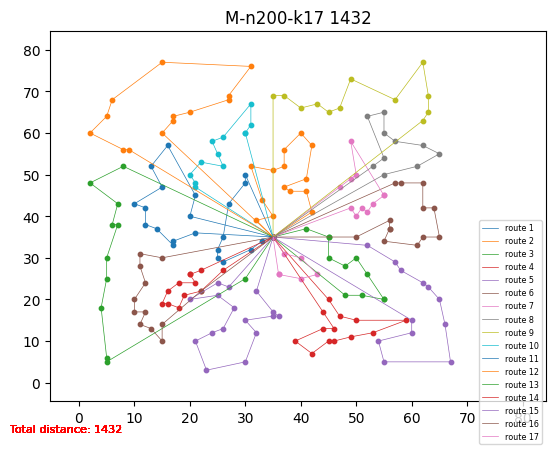 M-n200-k17 1432
80
70
60
50
40
30
20
10
0
route 1
route 2
route 3
route 4
route 5
route 6
route 7
route 8
route 9
route 10
route 11
route 12
route 13
route 14
route 15
route 16
route 17
0 10 20 30 40 50 60 70 80
Total distance: 1432